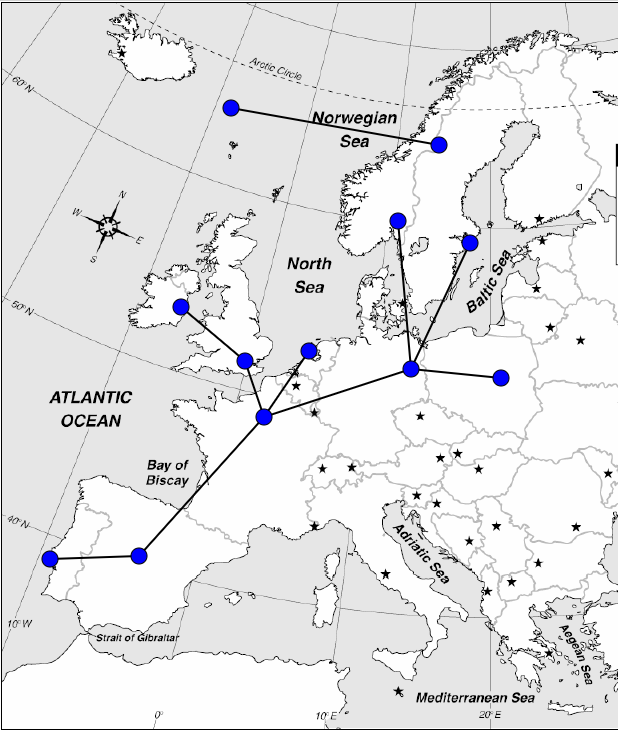 60°N
Arctic Circle
Norwegian
Sea
N
W
E
S
North
Sea
Baltic Sea
50°N
ATLANTIC
OCEAN
Bay of
Biscay
40°N
Adriatic Sea
10°W
Strait of Gibraltar
Aegean Sea
Mediterranean Sea
0°
10°E
20°E